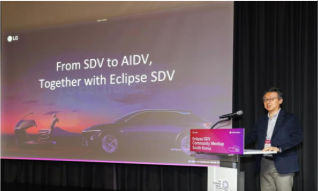 LG
From SDV to AIDV,
Together with Eclipse SDV
Eclipse SDV
Community Meetup
South Korea